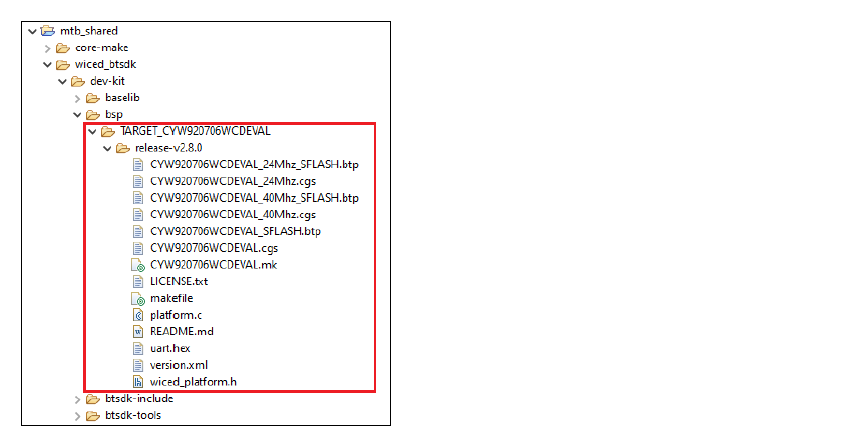 mtb_shared
core-make
wiced_btsdk
dev-kit
baselib
bsp
TARGET_CYW920706WCDEVAL
release-v2.8.0
CYW920706WCDEVAL_24Mhz_SFLASH.btp
CYW920706WCDEVAL_24Mhz.cgs
CYW920706WCDEVAL_40Mhz_SFLASH.btp
CYW920706WCDEVAL_40Mhz.cgs
CYW920706WCDEVAL_SFLASH.btp
CYW920706WCDEVAL.cgs
CYW920706WCDEVAL.mk
LICENSE.txt
makefile
platform.c
README.md
uart.hex
version.xml
wiced_platform.h
btsdk-include
btsdk-tools